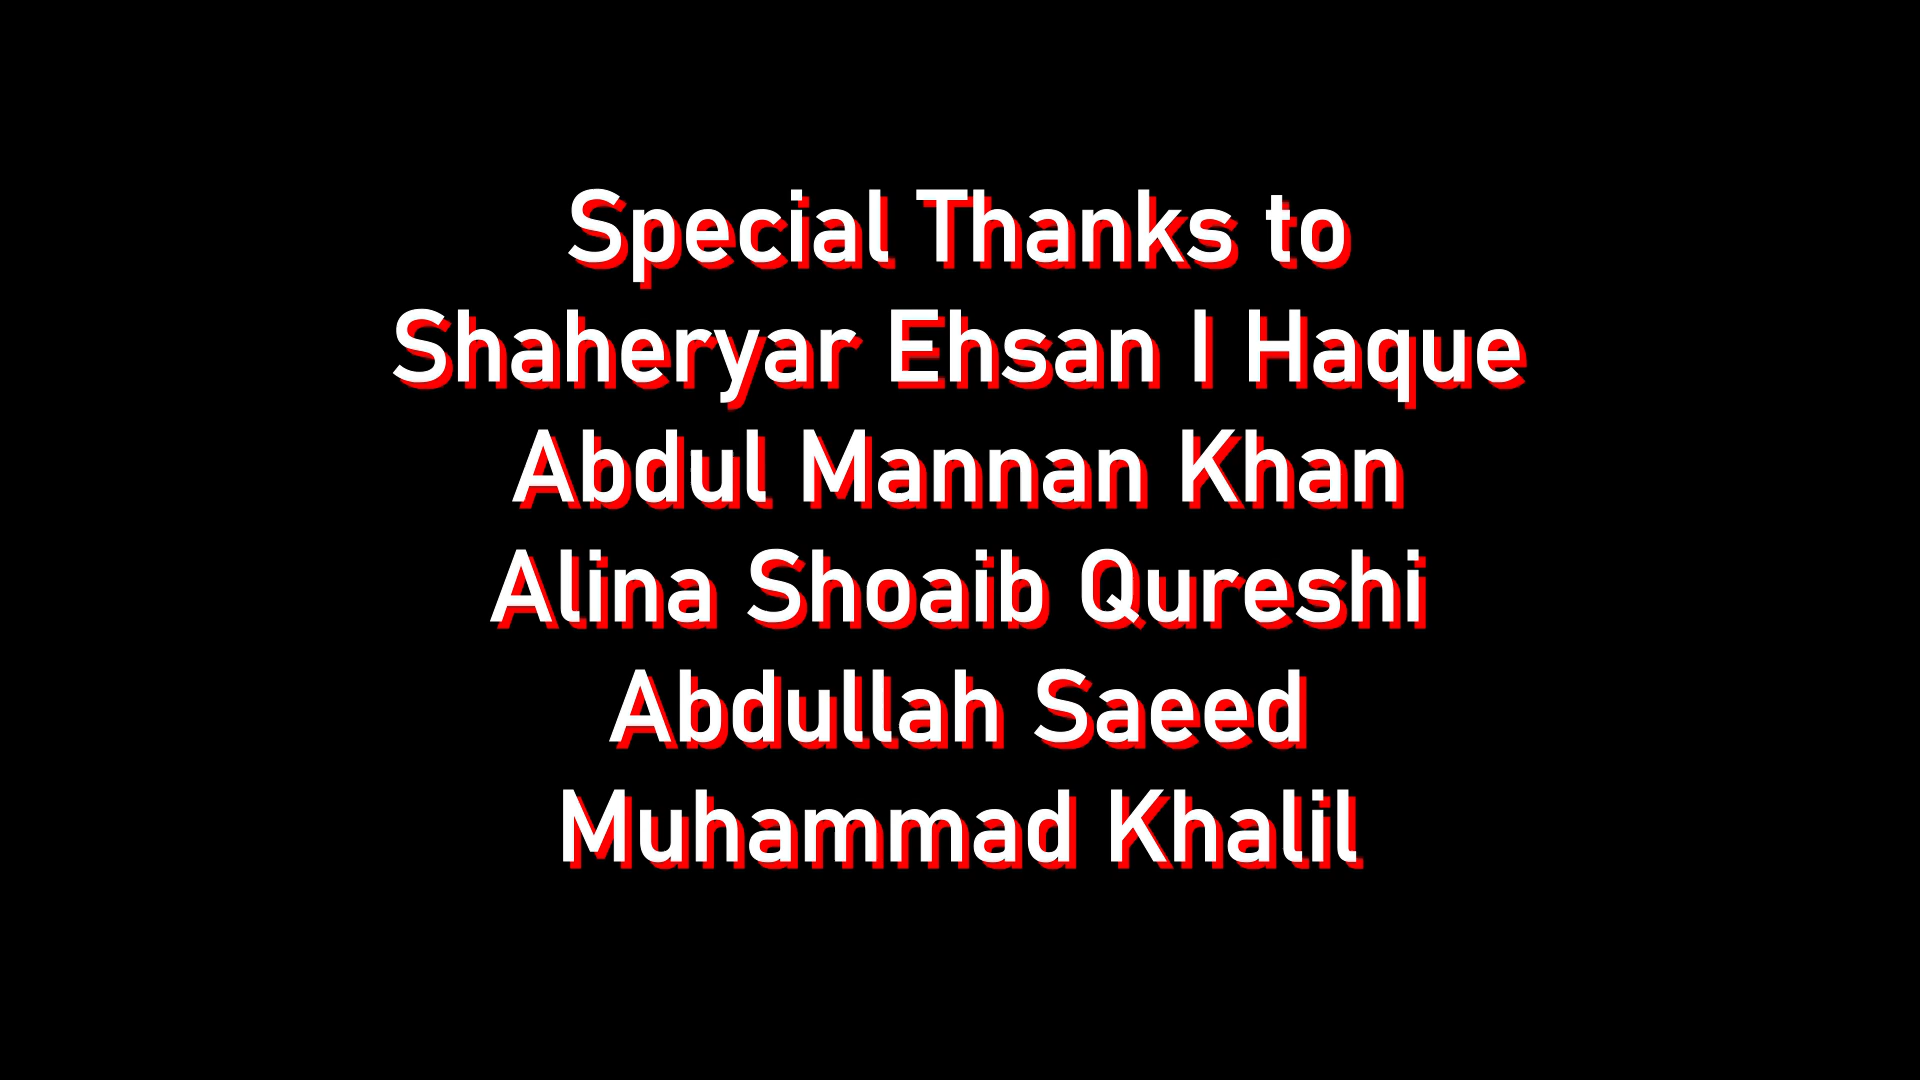 Special Thanks to
Shaheryar Ehsan I Haque
Abdul Mannan Khan
Alina Shoaib Qureshi
Abdullah Saeed
Muhammad Khalil